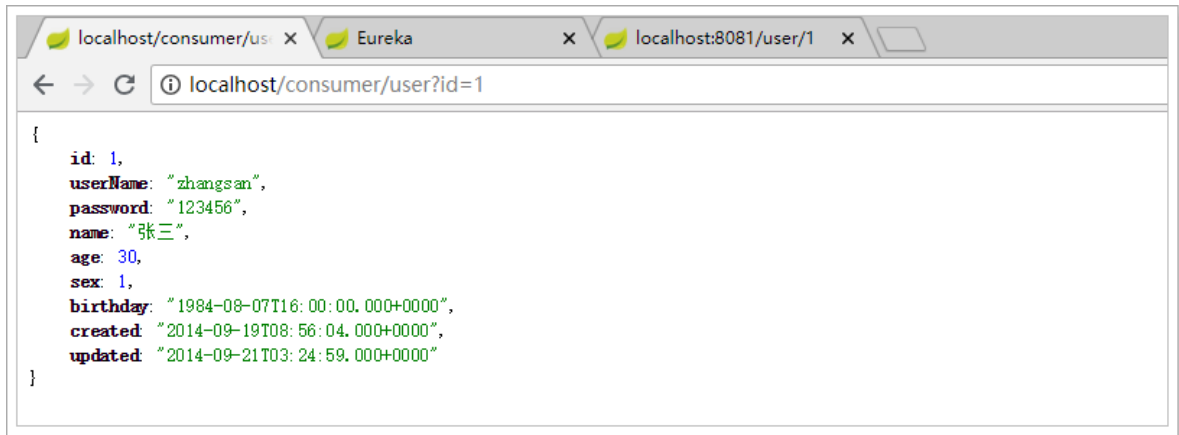 localhost/consumer/use
Eureka
localhost:8081/user/1
localhost/consumer/user?id=1
{
id: 1,
userName: "zhangsan",
password: "123456",
name: "张三",
age: 30,
sex: 1,
birthday: "1984-08-07T16:00:00.000+0000",
created: "2014-09-19T08:56:04.000+0000",
updated: "2014-09-21T03:24:59.000+0000"
}